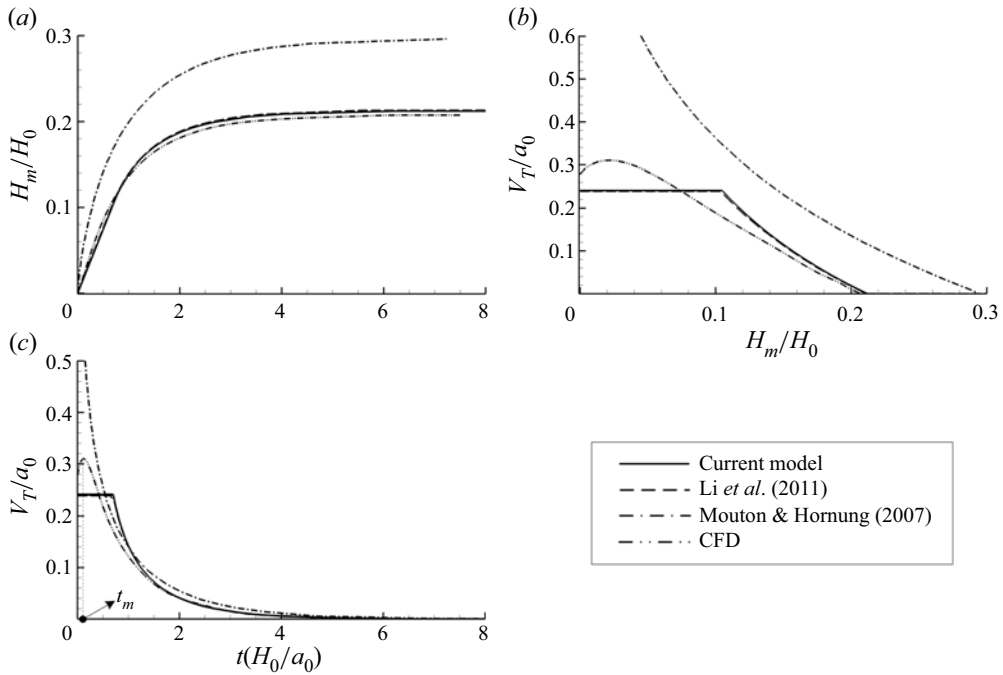 (a)
0.3
0.2
0.1
H_m/H_0
0 2 4 6 8
(b)
0.6
0.5
0.4
0.3
0.2
0.1
V_T/a_0
0 0.1 0.2 0.3
H_m/H_0
(c)
0.5
0.4
0.3
0.2
0.1
V_T/a_0
t_m
0 2 4 6 8
t(H_0/a_0)
Current model
Li et al. (2011)
Mouton & Hornung (2007)
CFD